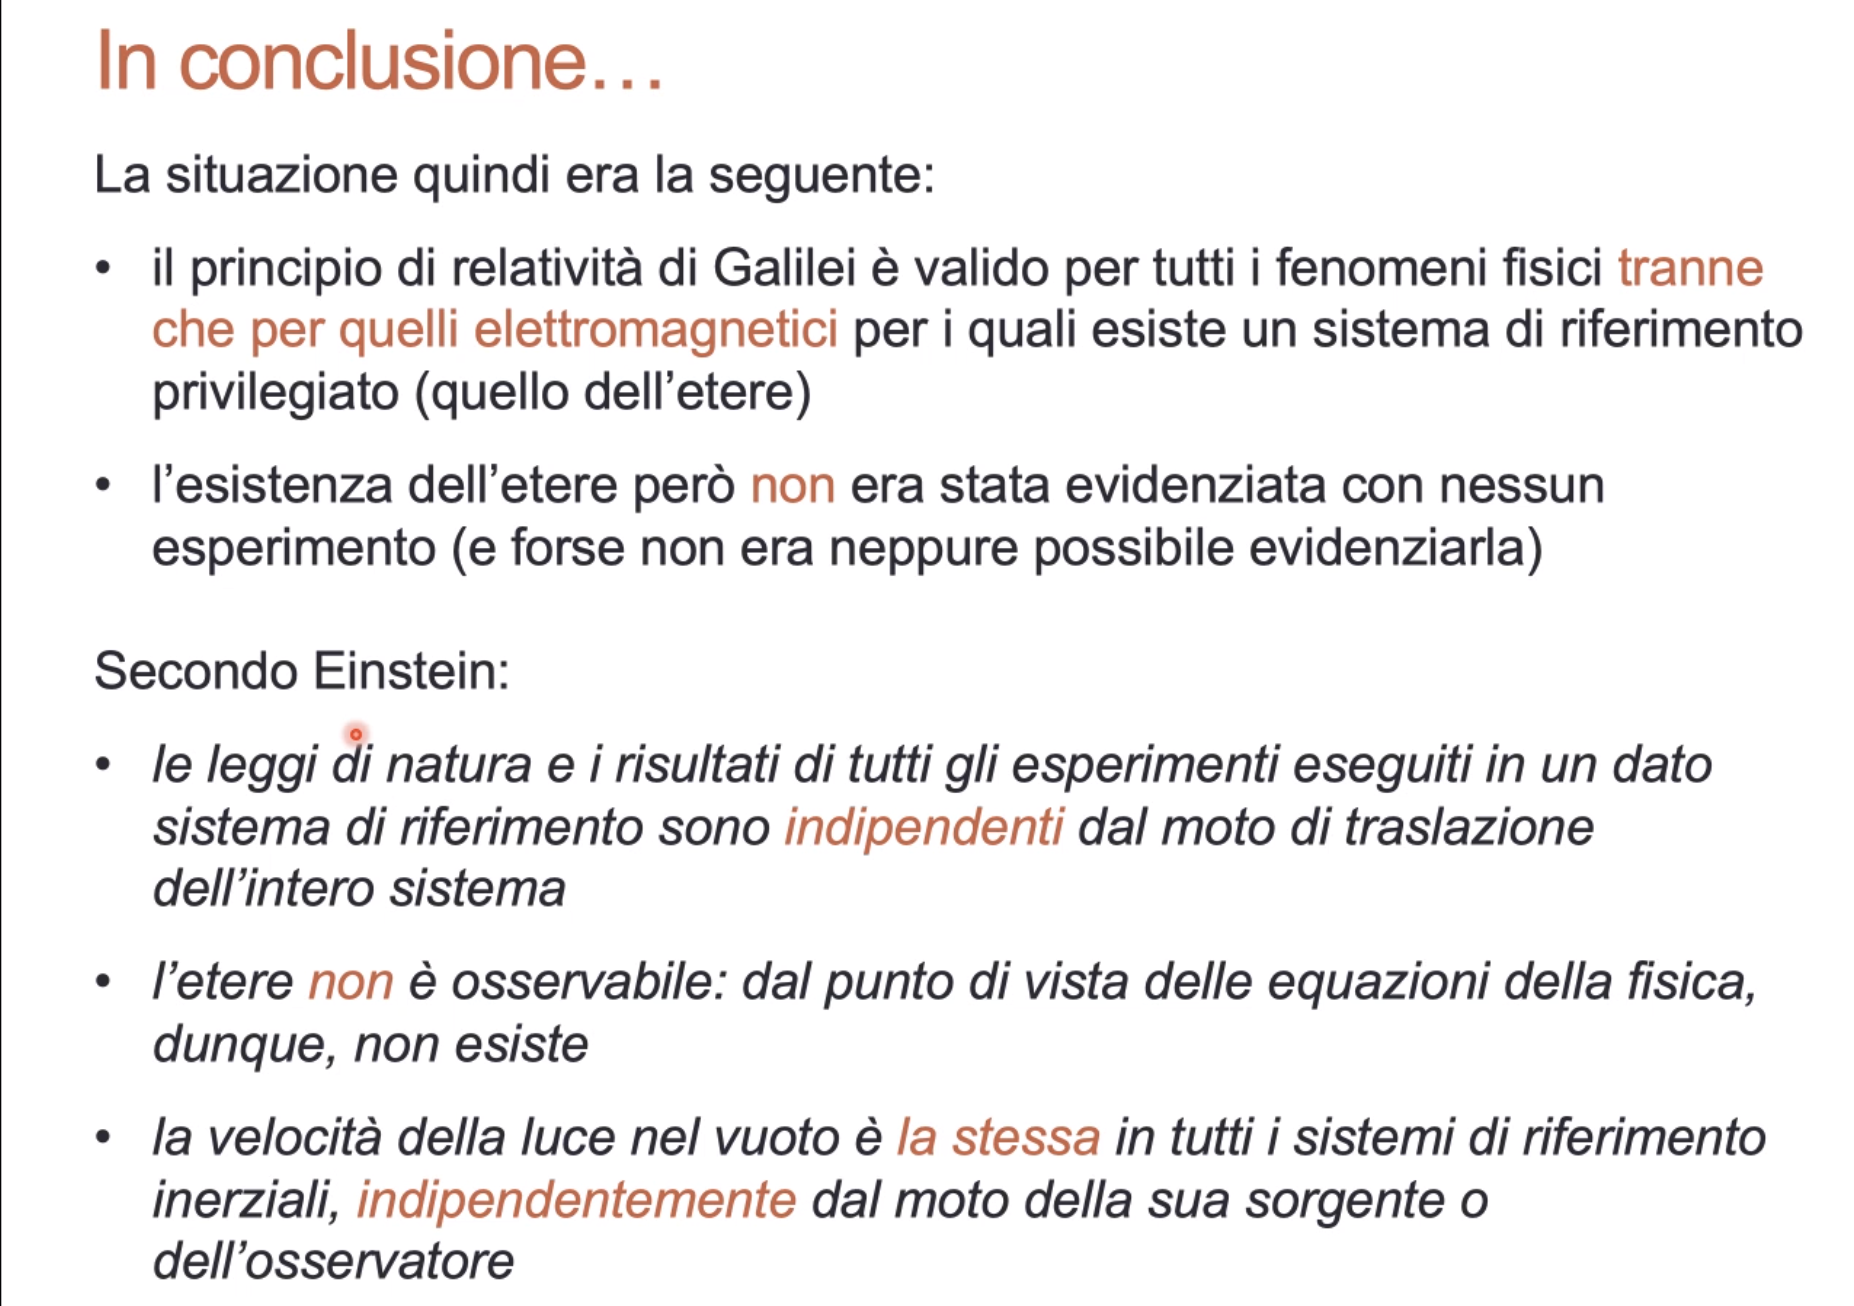 In conclusione…
La situazione quindi era la seguente:
• il principio di relatività di Galilei è valido per tutti i fenomeni fisici tranne
che per quelli elettromagnetici per i quali esiste un sistema di riferimento
privilegiato (quello dell’etere)
• l’esistenza dell’etere però non era stata evidenziata con nessun
esperimento (e forse non era neppure possibile evidenziarla)
Secondo Einstein:
• le leggi di natura e i risultati di tutti gli esperimenti eseguiti in un dato
sistema di riferimento sono indipendenti dal moto di traslazione
dell’intero sistema
• l’etere non è osservabile: dal punto di vista delle equazioni della fisica,
dunque, non esiste
• la velocità della luce nel vuoto è la stessa in tutti i sistemi di riferimento
inerziali, indipendentemente dal moto della sua sorgente o
dell’osservatore